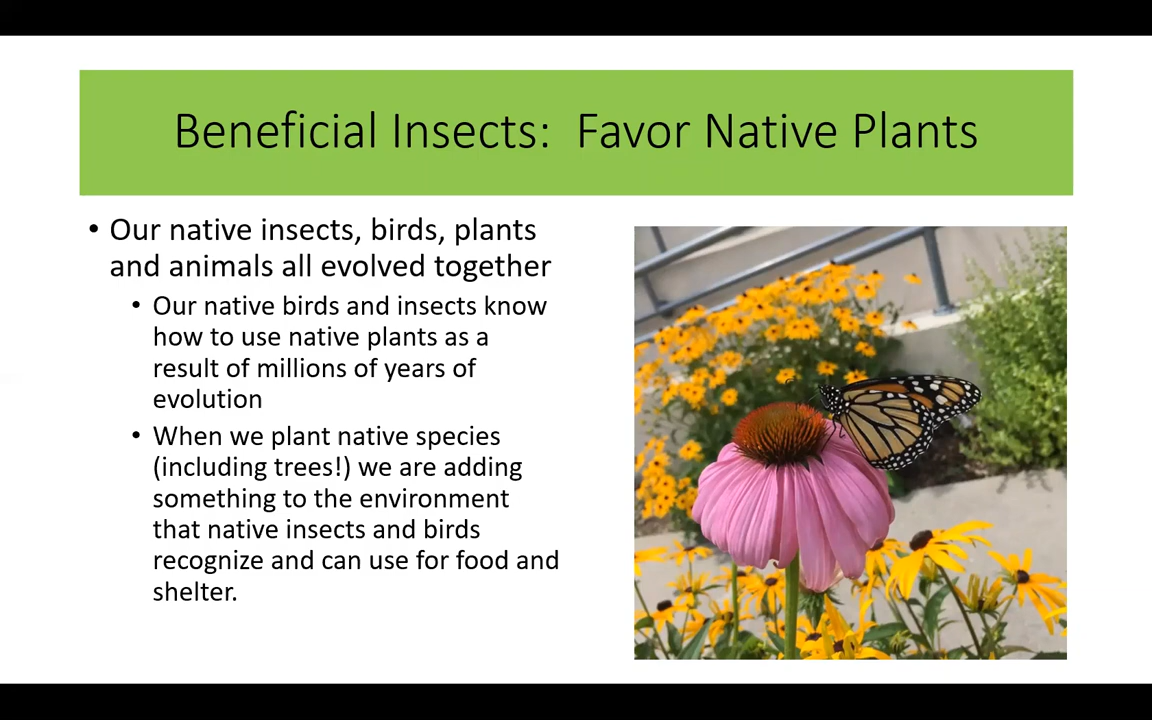 Beneficial Insects:  Favor Native Plants
• Our native insects, birds, plants
and animals all evolved together
• Our native birds and insects know
how to use native plants as a
result of millions of years of
evolution
• When we plant native species
(including trees!) we are adding
something to the environment
that native insects and birds
recognize and can use for food and
shelter.